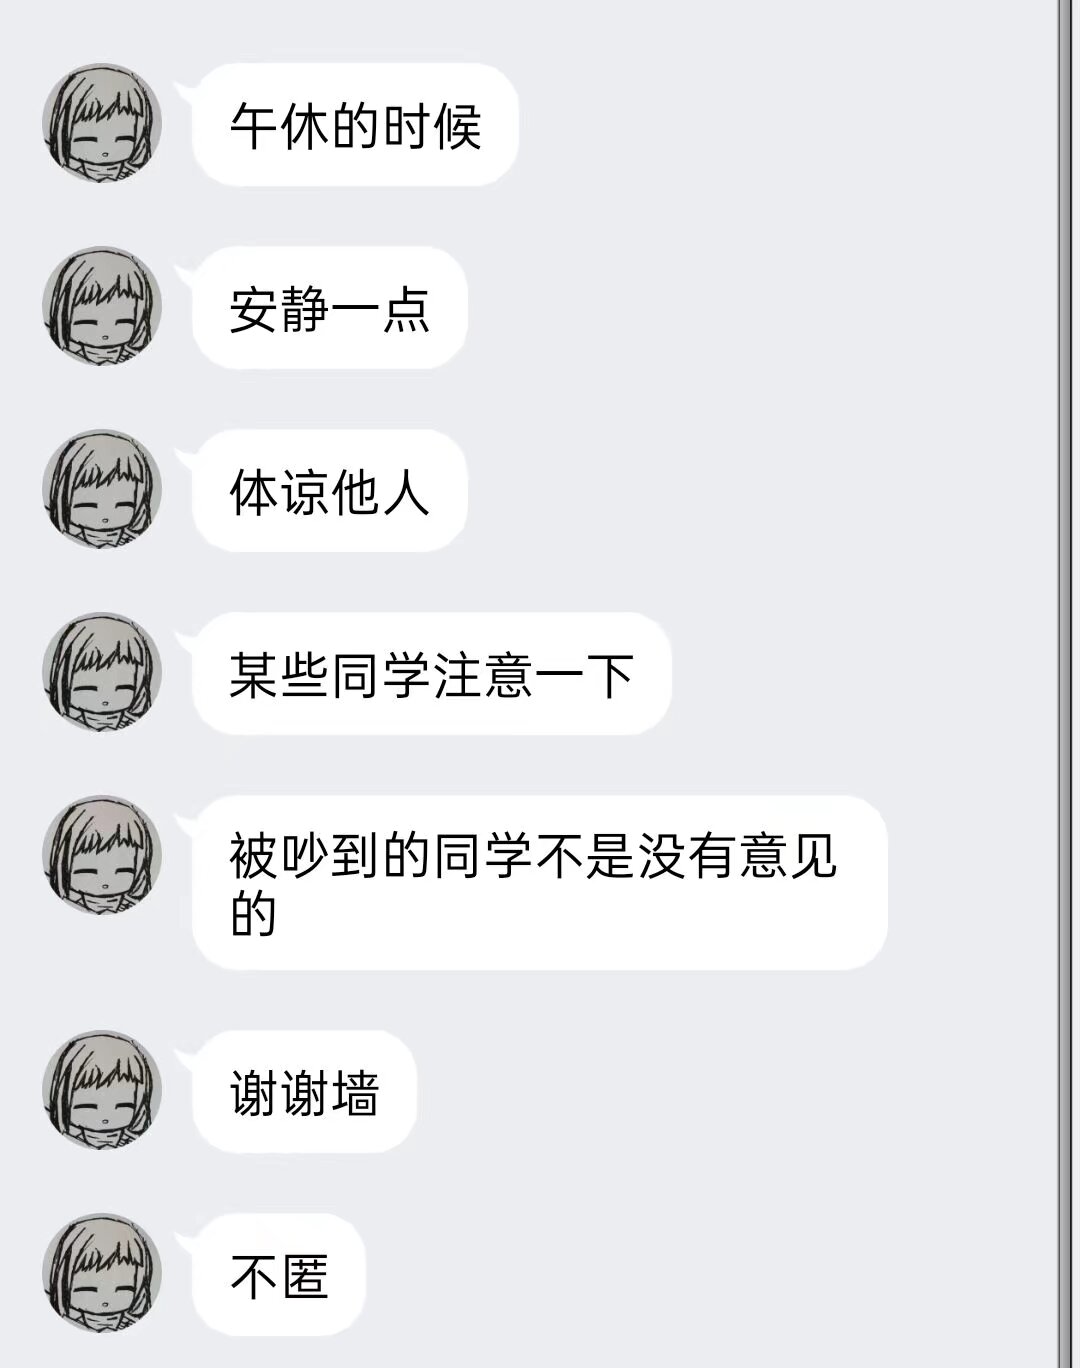 午休的时候
安静一点
体谅他人
某些同学注意一下
被吵到的同学不是没有意见
的
谢谢墙
不匿